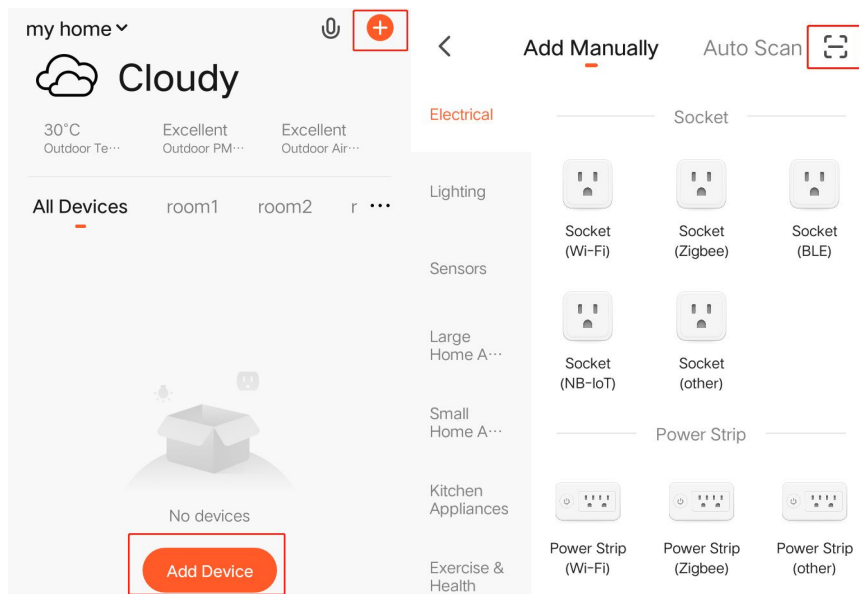 my home
Cloudy
30°C
Outdoor Te···
Excellent
Outdoor PM···
Excellent
Outdoor Air···
All Devices room1 room2 r ···
No devices
Add Device
Add Manually Auto Scan
Electrical
Lighting
Sensors
Large
Home A···
Small
Home A···
Kitchen
Appliances
Exercise &
Health
Socket
Socket
(Wi-Fi)
Socket
(Zigbee)
Socket
(BLE)
Socket
(NB-IoT)
Socket
(other)
Power Strip
Power Strip
(Wi-Fi)
Power Strip
(Zigbee)
Power Strip
(other)